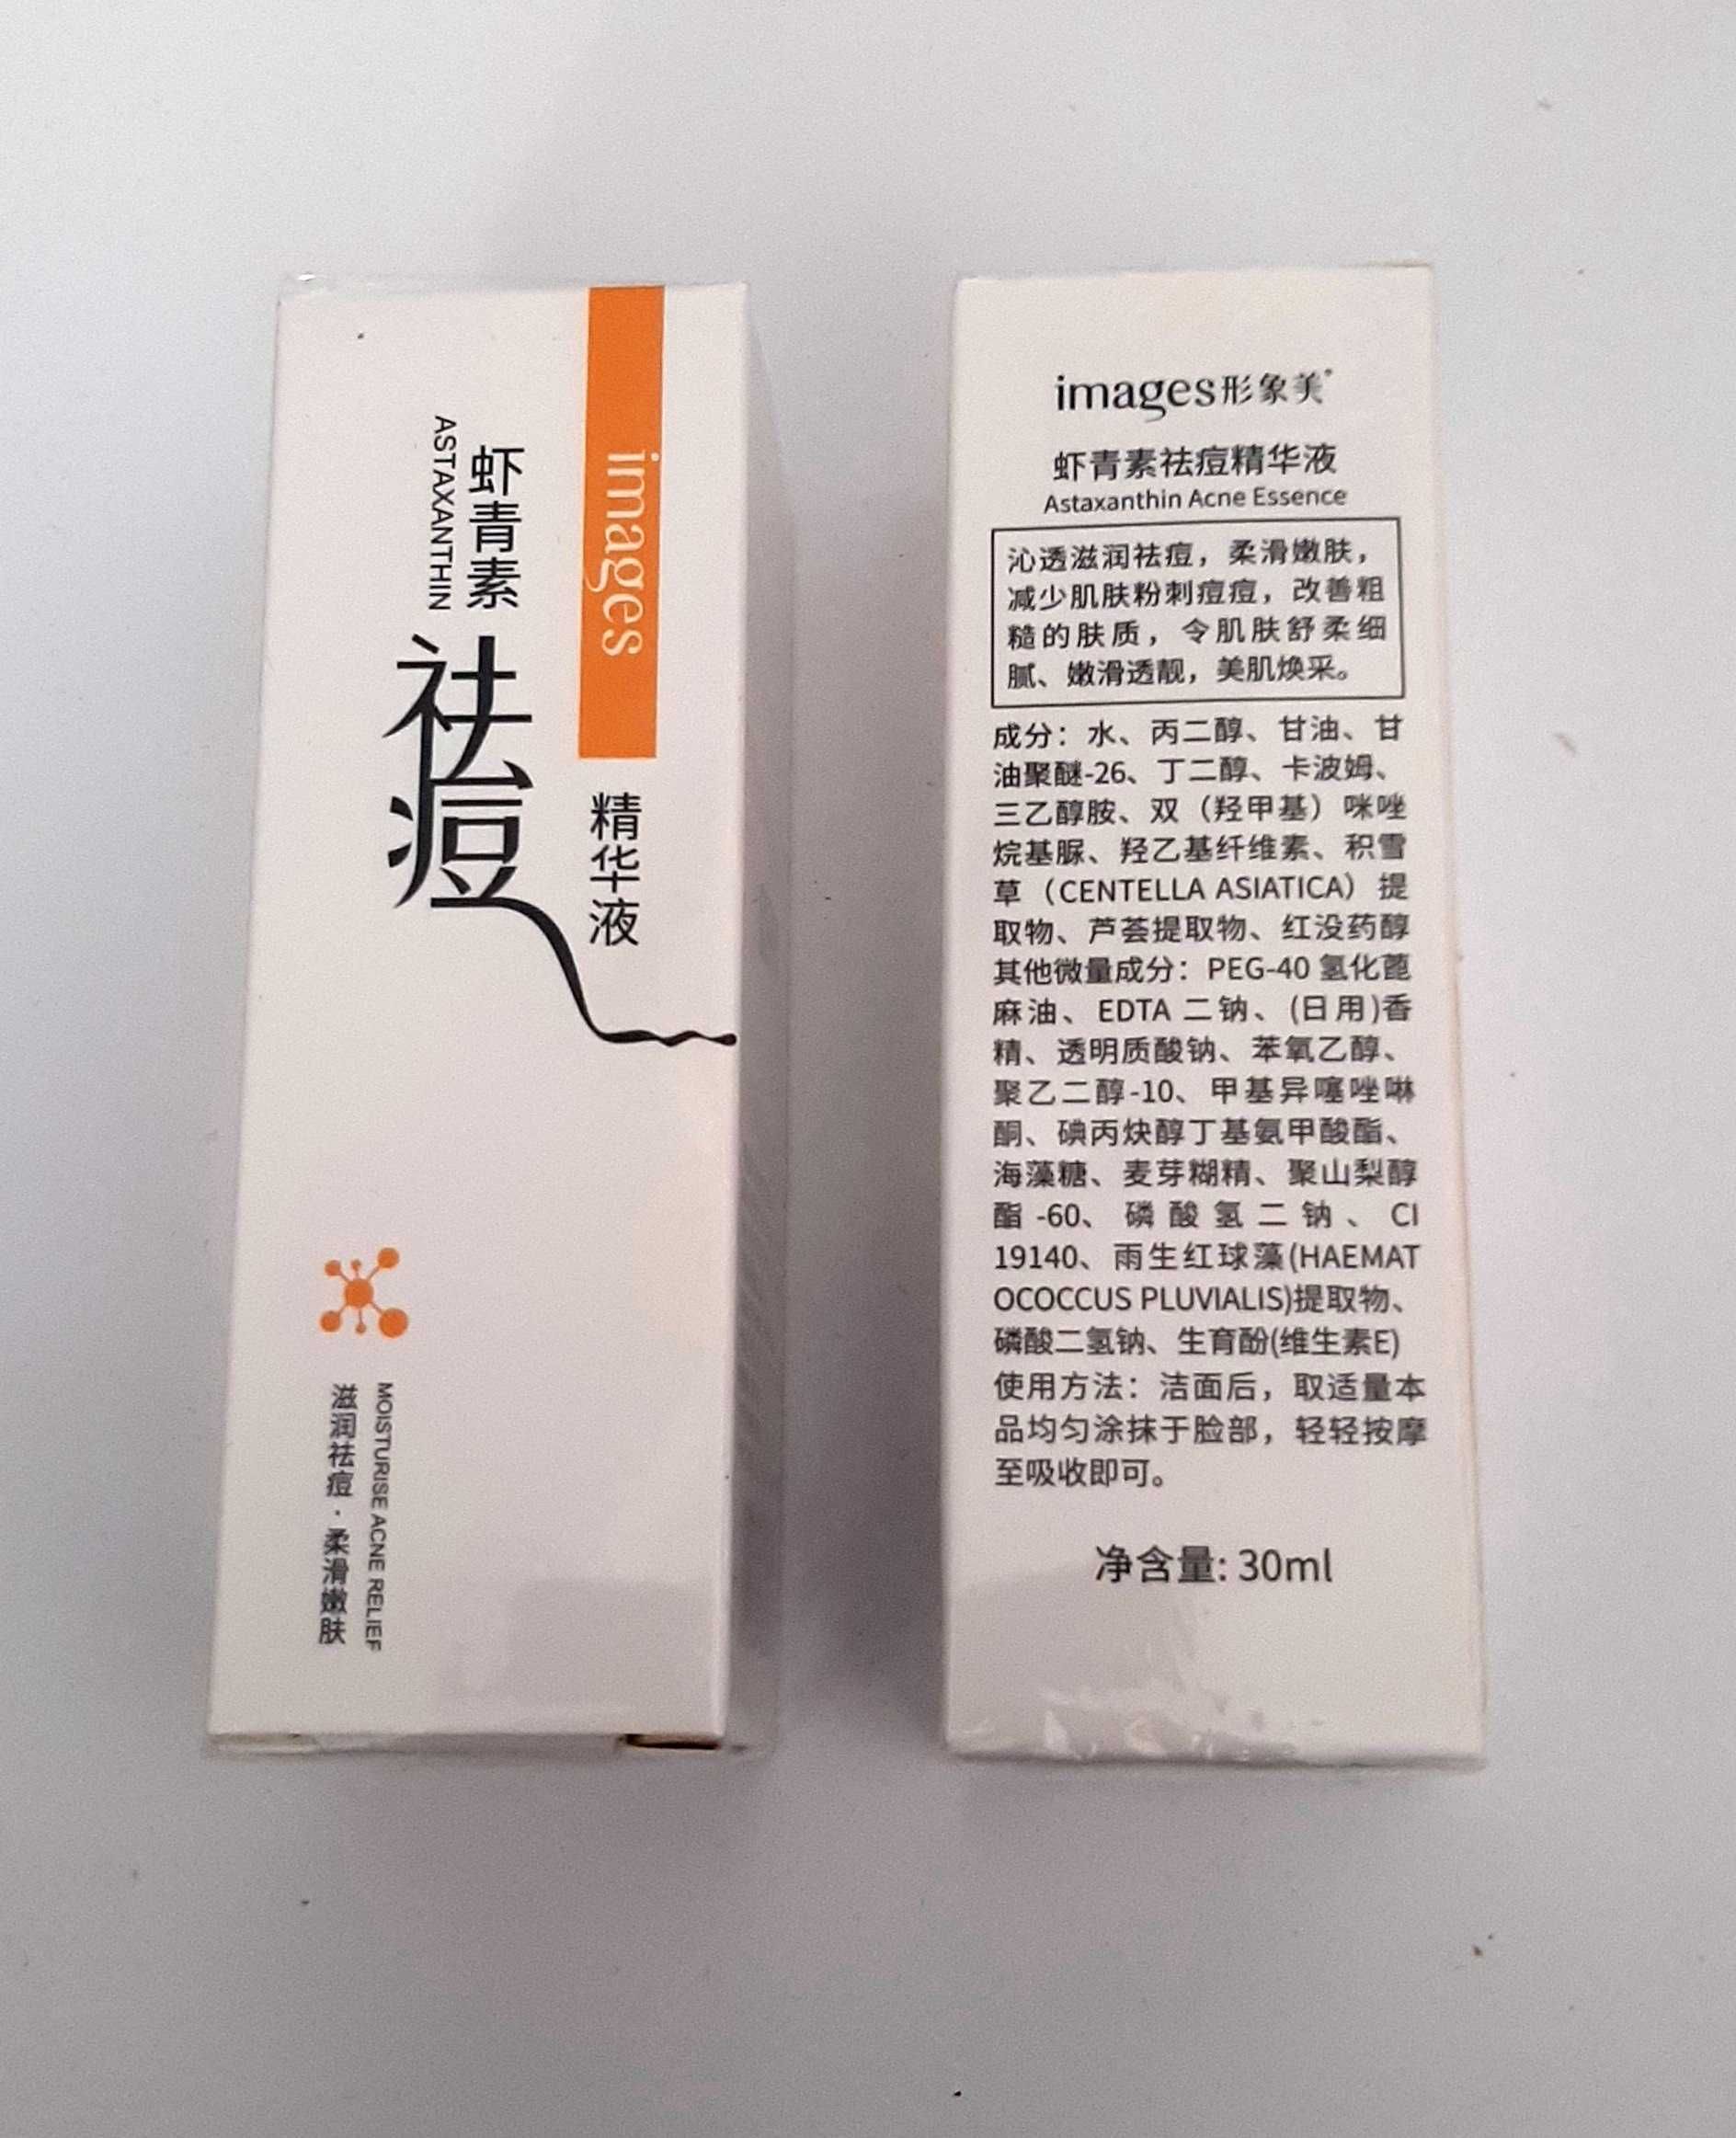 images
虾青素
ASTAXANTHIN
祛痘
精华液
MOISTURISE ACNE RELIEF
滋润祛痘·柔滑嫩肤
images形象美®
虾青素祛痘精华液
Astaxanthin Acne Essence
沁透滋润祛痘，柔滑嫩肤，
减少肌肤粉刺痘痘，改善粗
糙的肤质，令肌肤舒柔细
腻、嫩滑透靓，美肌焕采。
成分：水、丙二醇、甘油、甘
油聚醚-26、丁二醇、卡波姆、
三乙醇胺、双（羟甲基）咪唑
烷基脲、羟乙基纤维素、积雪
草（CENTELLA ASIATICA）提
取物、芦荟提取物、红没药醇
其他微量成分：PEG-40 氢化蓖
麻油、EDTA 二钠、(日用)香
精、透明质酸钠、苯氧乙醇、
聚乙二醇-10、甲基异噻唑啉
酮、碘丙炔醇丁基氨甲酸酯、
海藻糖、麦芽糊精、聚山梨醇
酯 -60、磷酸氢二钠、CI
19140、雨生红球藻(HAEMAT
OCOCCUS PLUVIALIS)提取物、
磷酸二氢钠、生育酚(维生素E)
使用方法：洁面后，取适量本
品均匀涂抹于脸部，轻轻按摩
至吸收即可。
净含量: 30ml